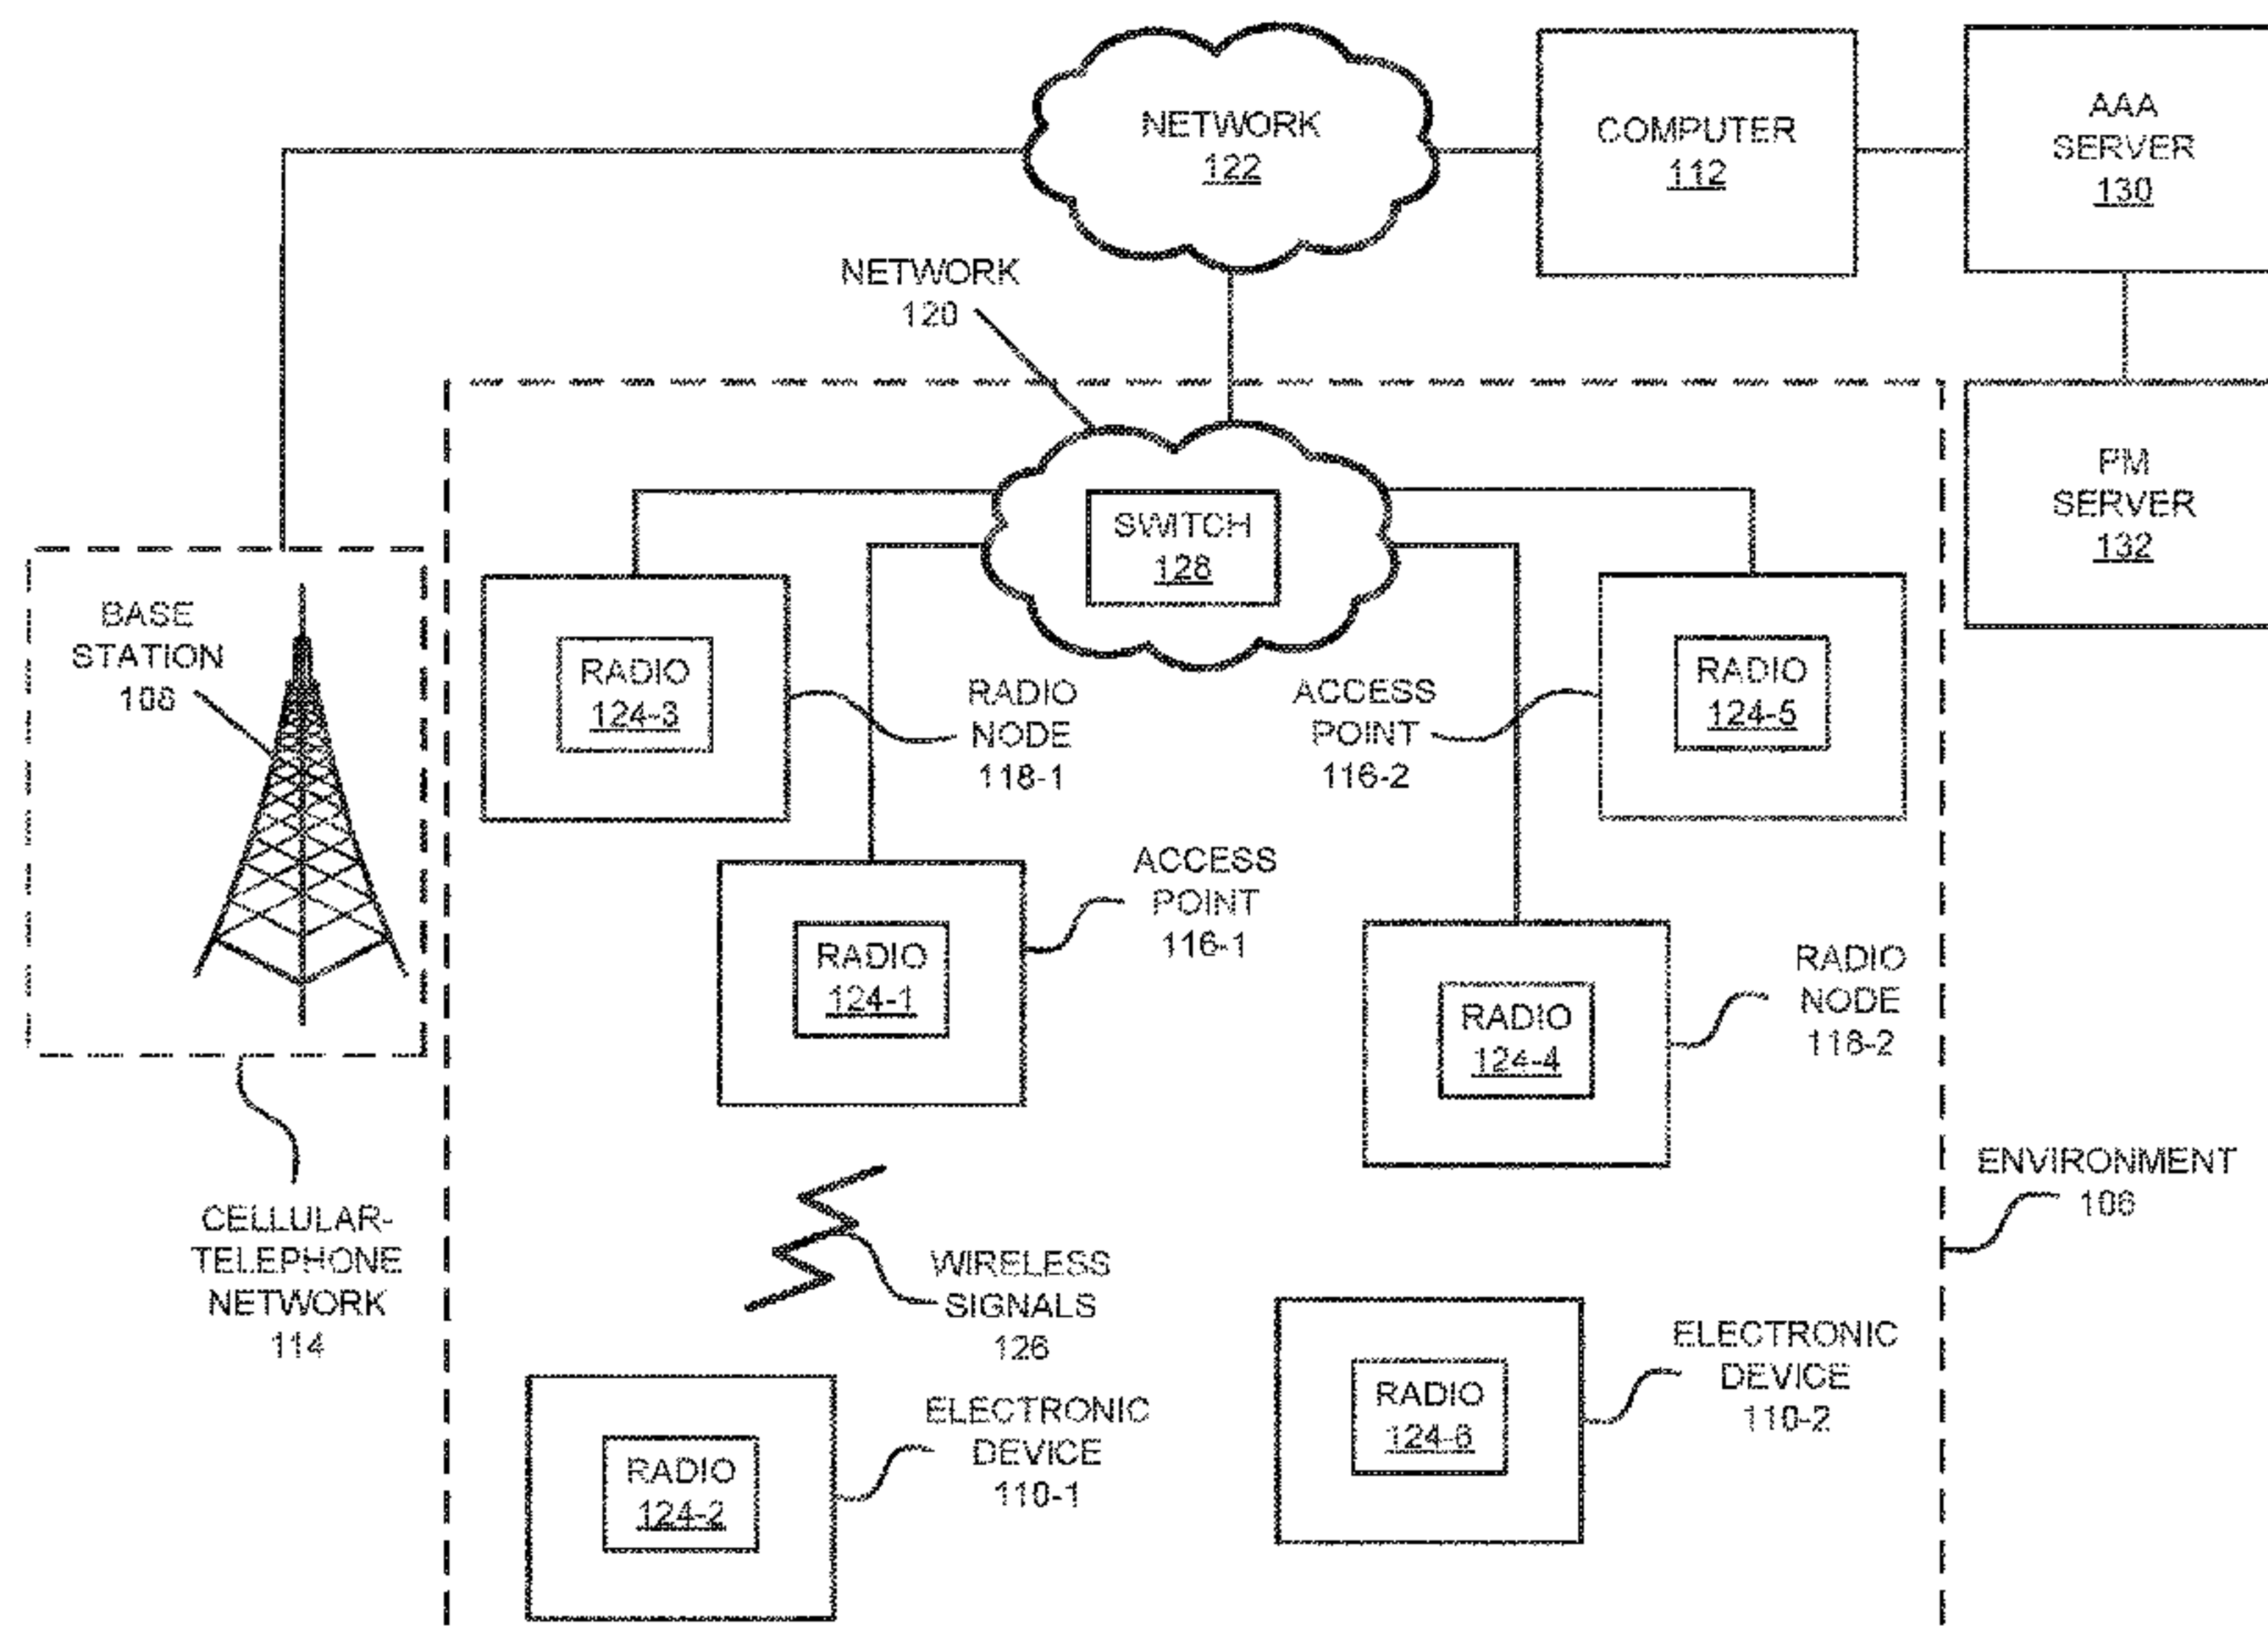 NETWORK
122
COMPUTER
112
AAA
SERVER
130
NETWORK
120
PM
SERVER
132
SWITCH
128
BASE
STATION
108
RADIO
124-3
RADIO
NODE
118-1
ACCESS
POINT
116-2
RADIO
124-5
ACCESS
POINT
116-1
RADIO
124-1
RADIO
124-4
RADIO
NODE
118-2
CELLULAR-
TELEPHONE
NETWORK
114
WIRELESS
SIGNALS
126
ENVIRONMENT
106
ELECTRONIC
DEVICE
110-1
RADIO
124-2
RADIO
124-6
ELECTRONIC
DEVICE
110-2